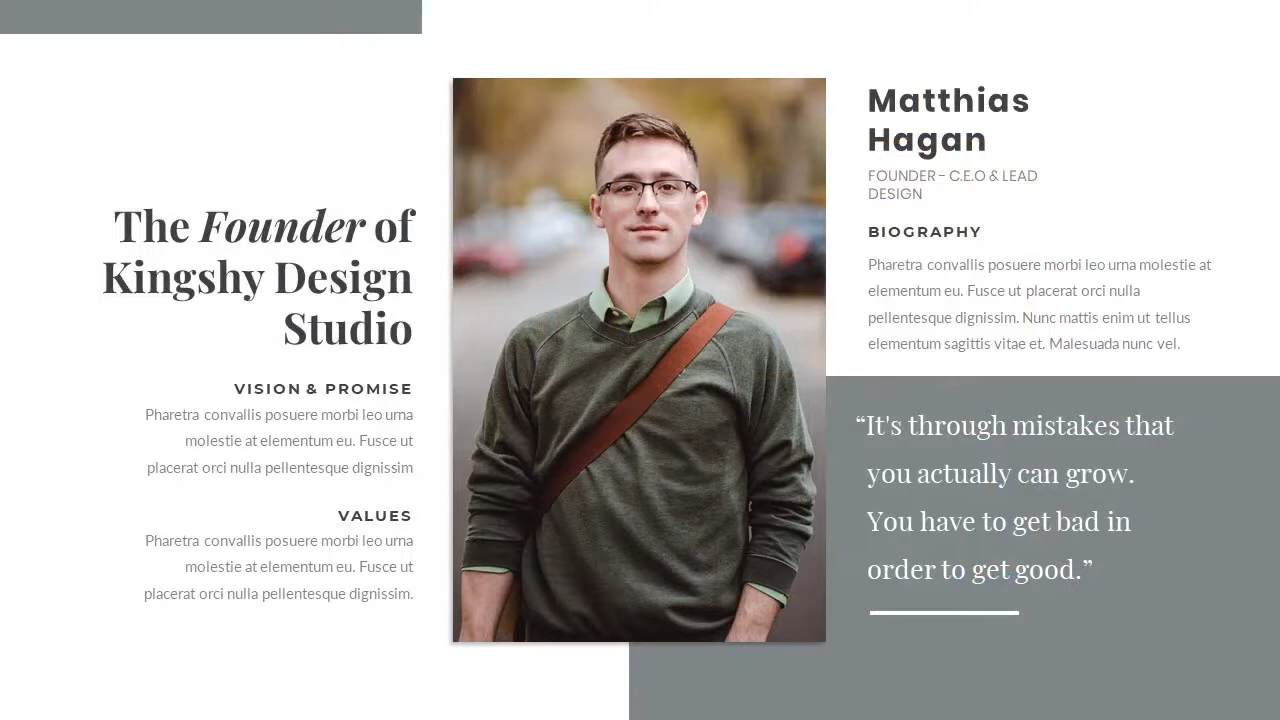 The Founder of
Kingshy Design
Studio
VISION & PROMISE
Pharetra convallis posuere morbi leo urna
molestie at elementum eu. Fusce ut
placerat orci nulla pellentesque dignissim
VALUES
Pharetra convallis posuere morbi leo urna
molestie at elementum eu. Fusce ut
placerat orci nulla pellentesque dignissim.
Matthias
Hagan
FOUNDER - C.E.O & LEAD
DESIGN
BIOGRAPHY
Pharetra convallis posuere morbi leo urna molestie at
elementum eu. Fusce ut placerat orci nulla
pellentesque dignissim. Nunc mattis enim ut tellus
elementum sagittis vitae et. Malesuada nunc vel.
“It's through mistakes that
you actually can grow.
You have to get bad in
order to get good.”